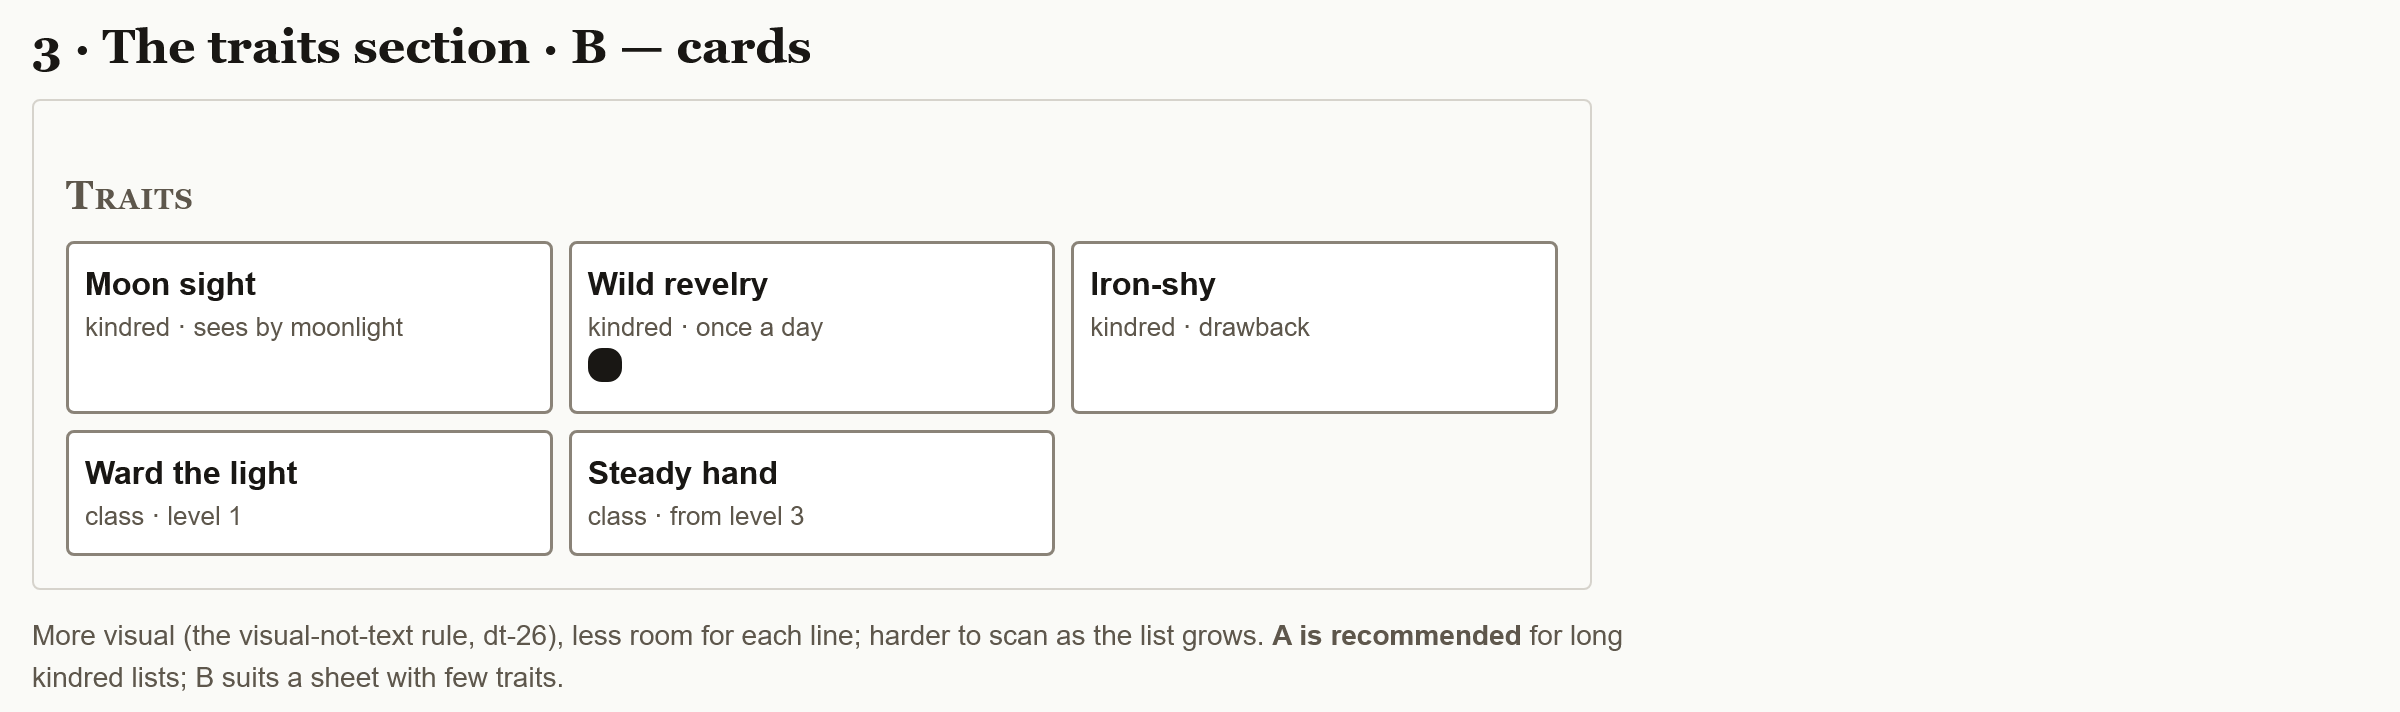 3 · The traits section · B — cards
Traits
Moon sight
kindred · sees by moonlight
Wild revelry
kindred · once a day
Iron-shy
kindred · drawback
Ward the light
class · level 1
Steady hand
class · from level 3
More visual (the visual-not-text rule, dt-26), less room for each line; harder to scan as the list grows. A is recommended for long
kindred lists; B suits a sheet with few traits.